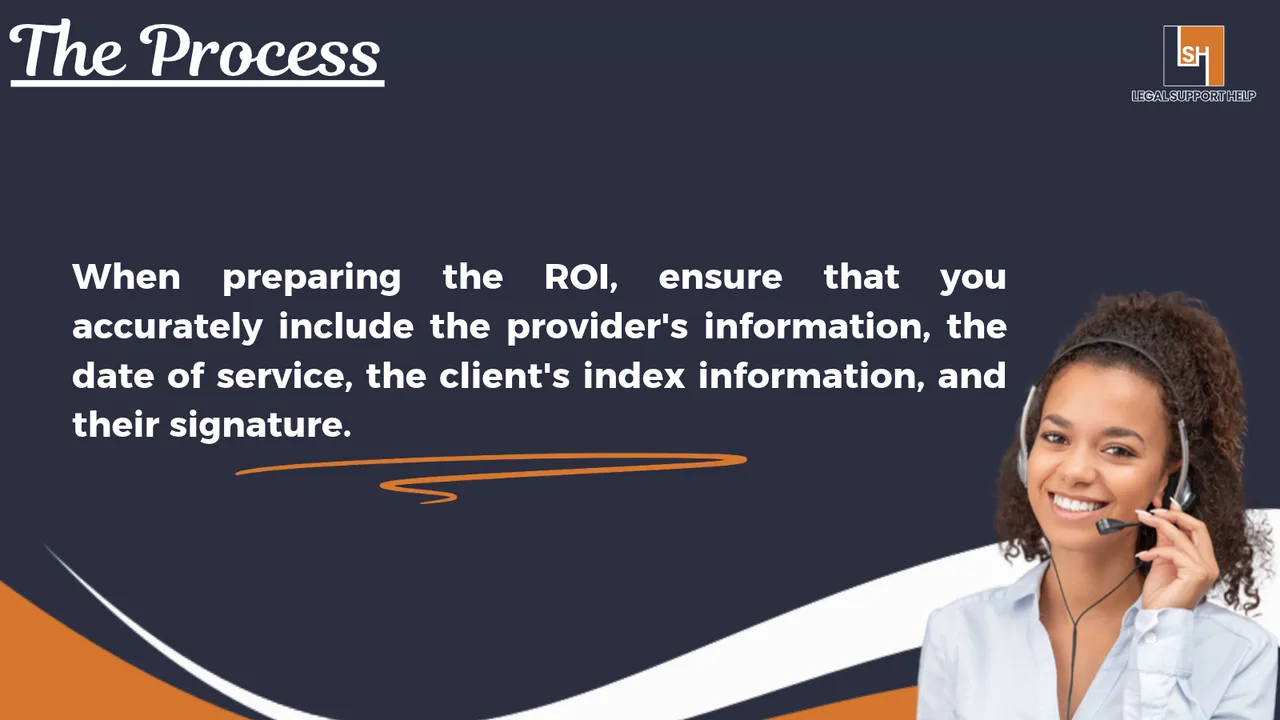 The Process
LSH
LEGAL SUPPORT HELP
When preparing the ROI, ensure that you
accurately include the provider's information, the
date of service, the client's index information, and
their signature.